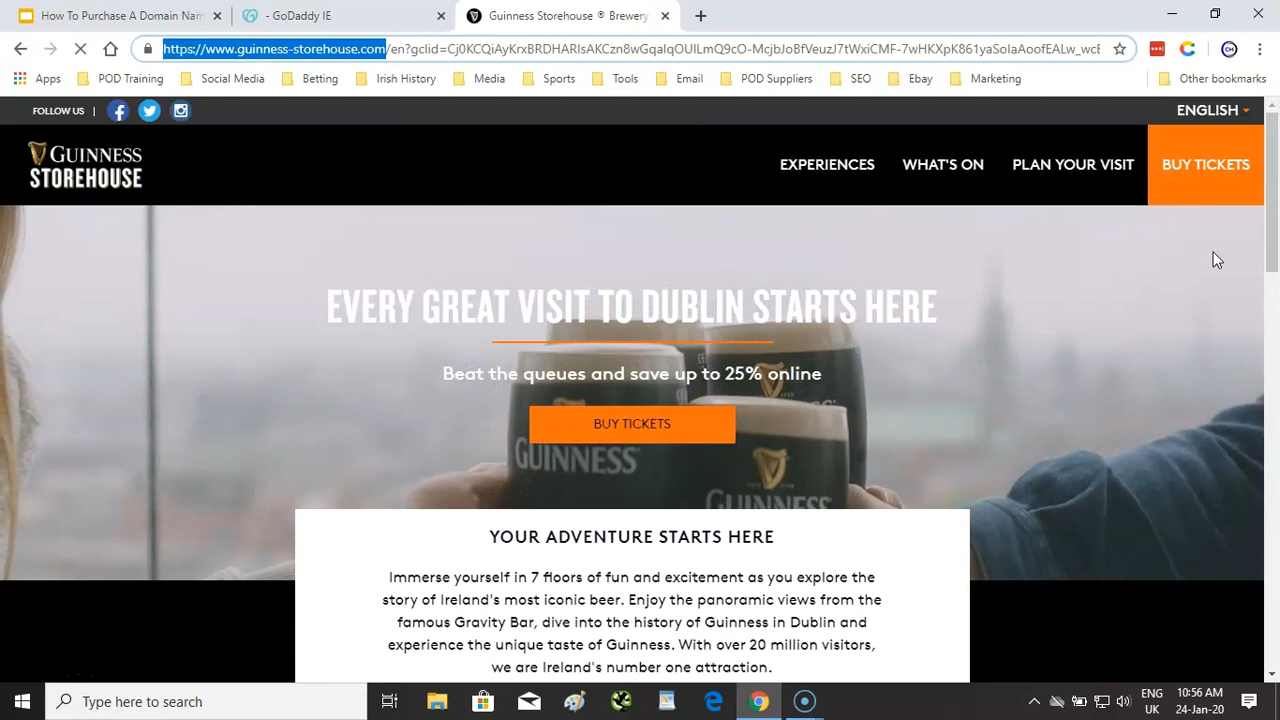 How To Purchase A Domain Nam
- GoDaddy IE
Guinness Storehouse ® Brewery
https://www.guinness-storehouse.com/en?gclid=
Apps POD Training Social Media Betting Irish History Media Sports Tools Email POD Suppliers SEO Ebay Marketing Other bookmarks
FOLLOW US | ENGLISH
GUINNESS
STOREHOUSE
EXPERIENCES WHAT'S ON PLAN YOUR VISIT BUY TICKETS
EVERY GREAT VISIT TO DUBLIN STARTS HERE
Beat the queues and save up to 25% online
BUY TICKETS
GUINNESS
GUINNESS
YOUR ADVENTURE STARTS HERE
Immerse yourself in 7 floors of fun and excitement as you explore the
story of Ireland's most iconic beer. Enjoy the panoramic views from the
famous Gravity Bar, dive into the history of Guinness in Dublin and
experience the unique taste of Guinness. With over 20 million visitors,
we are Ireland's number one attraction.
Type here to search
ENG
UK
10:56 AM
24-Jan-20